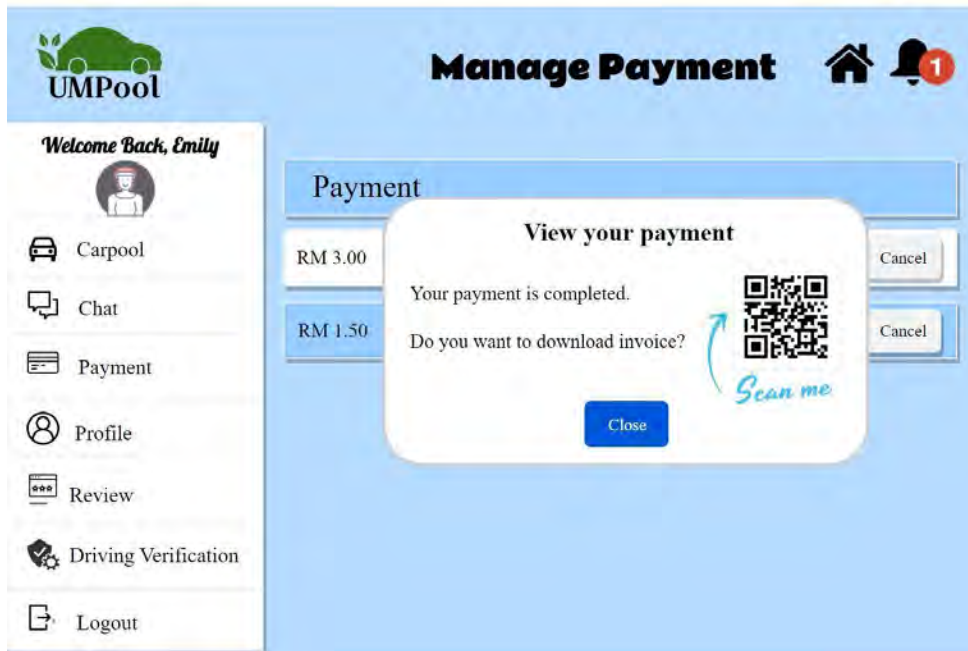 UMPool
Manage Payment
1
Welcome Back, Emily
Carpool
Chat
Payment
Profile
Review
Driving Verification
Logout
Payment
RM 3.00
Cancel
RM 1.50
Cancel
View your payment
Your payment is completed.
Do you want to download invoice?
Scan me
Close